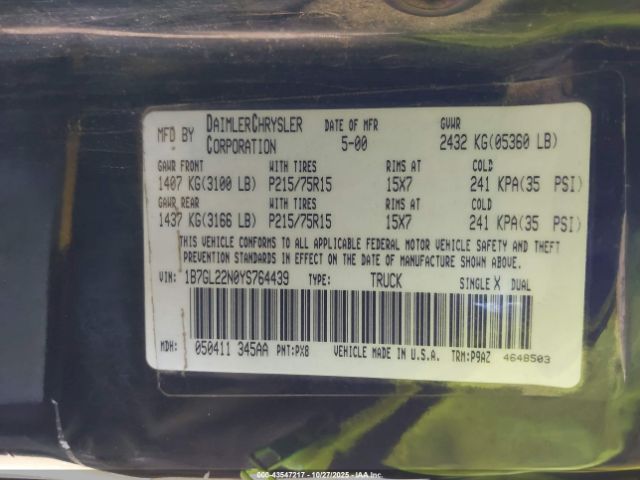 MFD BY DAIMLERCHRYSLER CORPORATION DATE OF MFR 5-00 GVWR 2432 KG(05360 LB)
GAWR FRONT WITH TIRES RIMS AT COLD
1407 KG(3100 LB) P215/75R15 15X7 241 KPA(35 PSI)
GAWR REAR WITH TIRES RIMS AT COLD
1437 KG(3166 LB) P215/75R15 15X7 241 KPA(35 PSI)
THIS VEHICLE CONFORMS TO ALL APPLICABLE FEDERAL MOTOR VEHICLE SAFETY AND THEFT
PREVENTION STANDARDS IN EFFECT ON THE DATE OF MANUFACTURE SHOWN ABOVE.
VIN: 1B7GL22N0YS764439 TYPE: TRUCK SINGLE X DUAL
MDH: 050411 345AA PNT:PX8 VEHICLE MADE IN U.S.A. TRM:P9AZ 4648503
000-43547217 - 10/27/2025 - IAAI.com